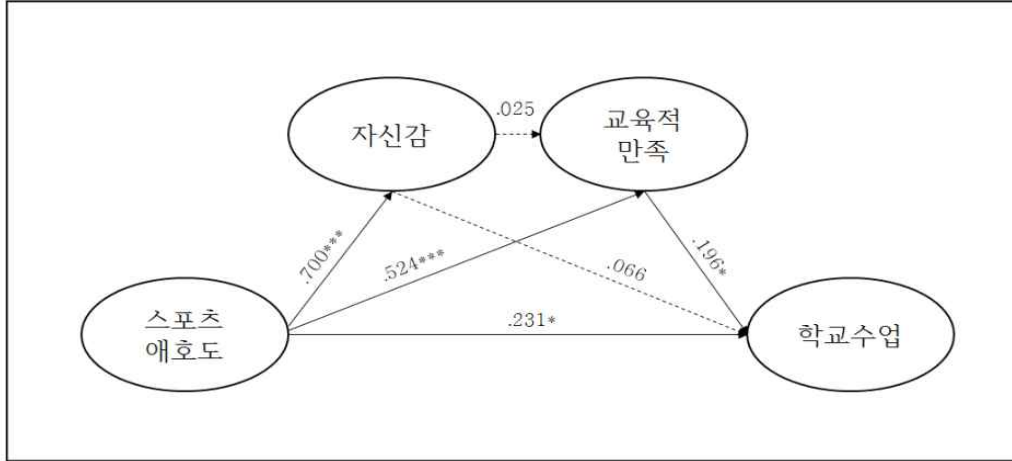 .025
자신감
교육적
만족
.700***
.524***
.066
.196*
스포츠
애호도
.231*
학교수업